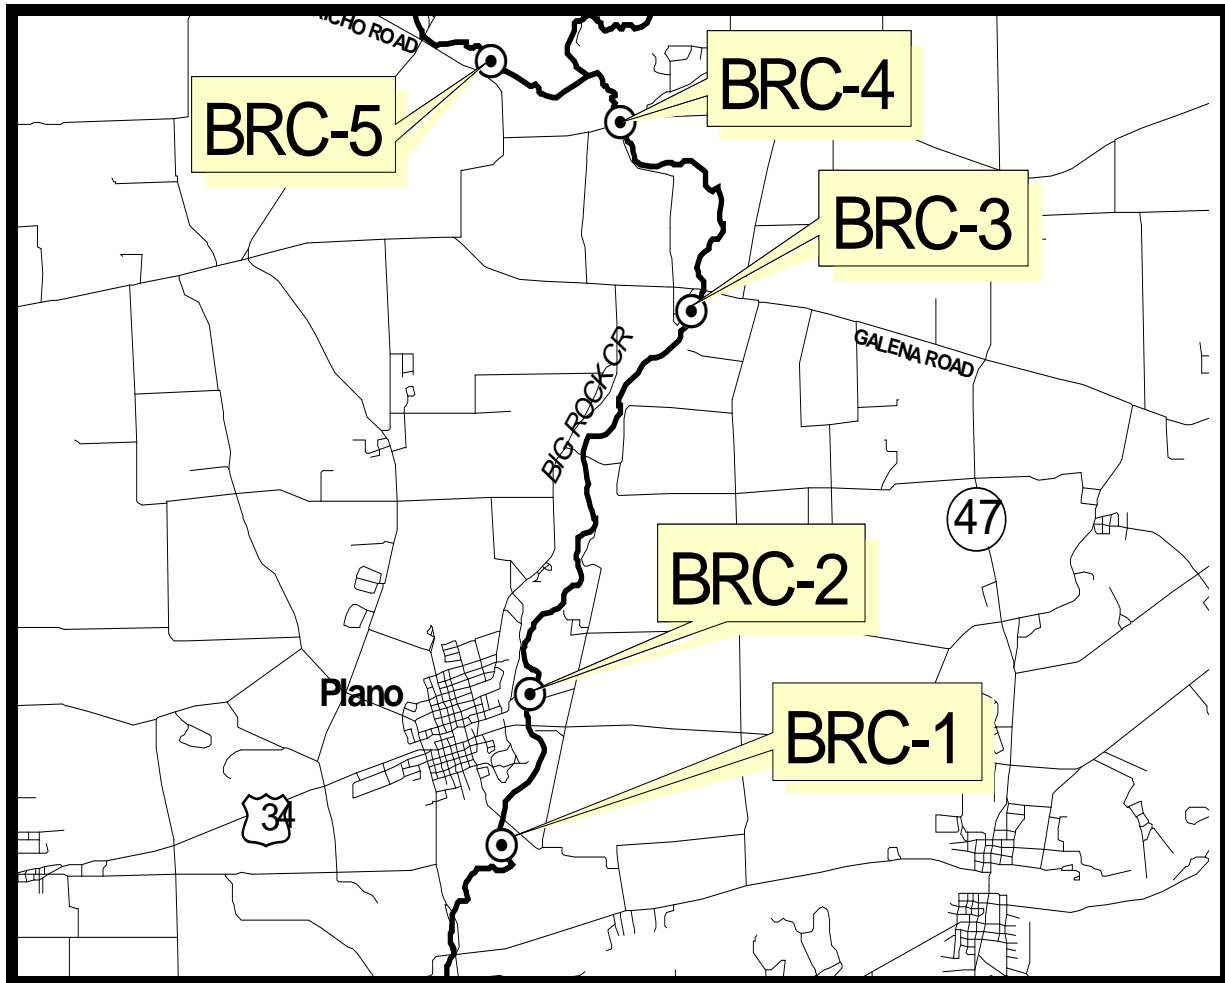 RICHO ROAD
BRC-4
BRC-5
BRC-3
GALENA ROAD
BIG ROCK CR
47
BRC-2
Plano
BRC-1
34